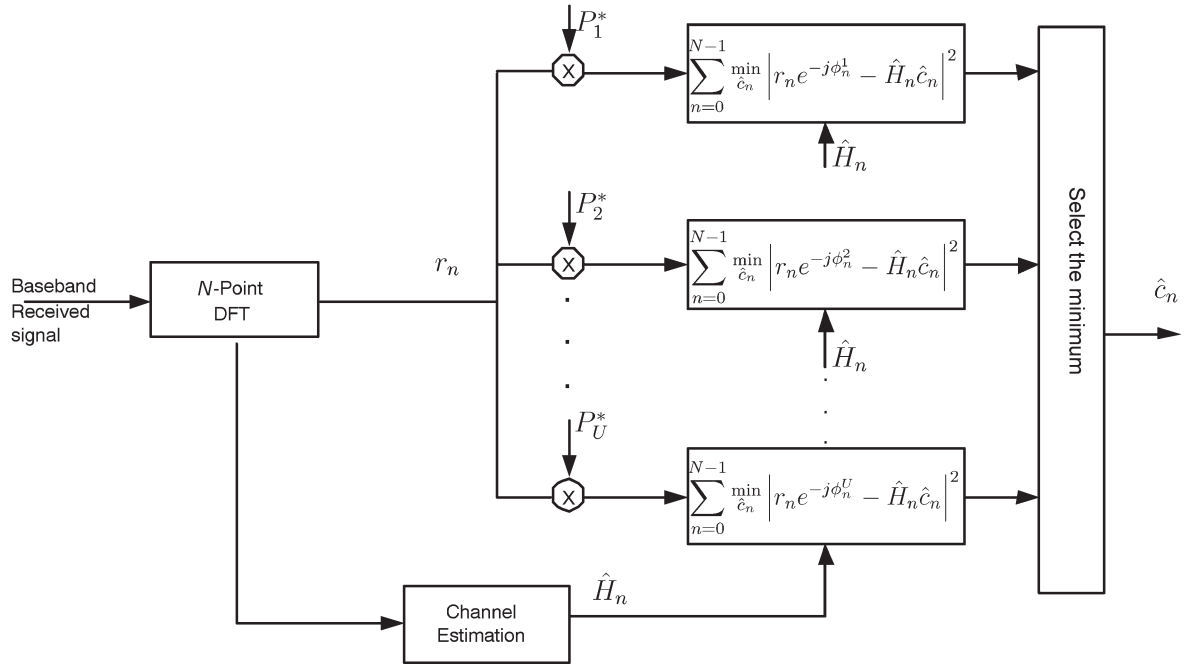 P_1^*
X
\sum_{n=0}^{N-1} \min_{\hat{c}_n} \left| r_n e^{-j\phi_n^1} - \hat{H}_n \hat{c}_n \right|^2
\hat{H}_n
P_2^*
r_n
X
\sum_{n=0}^{N-1} \min_{\hat{c}_n} \left| r_n e^{-j\phi_n^2} - \hat{H}_n \hat{c}_n \right|^2
\hat{H}_n
Baseband
Received
signal
N-Point
DFT
P_U^*
X
\sum_{n=0}^{N-1} \min_{\hat{c}_n} \left| r_n e^{-j\phi_n^U} - \hat{H}_n \hat{c}_n \right|^2
Select the minimum
\hat{c}_n
Channel
Estimation
\hat{H}_n